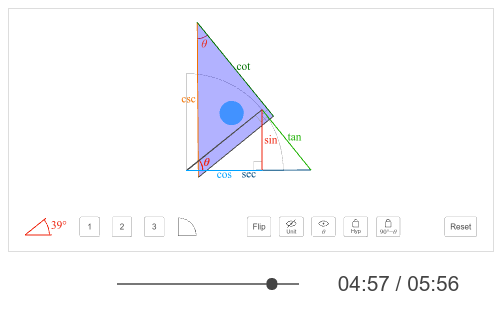 θ
cot
csc
tan
sin
θ
cos sec
39° 1 2 3 Flip Unit θ Hyp 90°−θ Reset
04:57 / 05:56